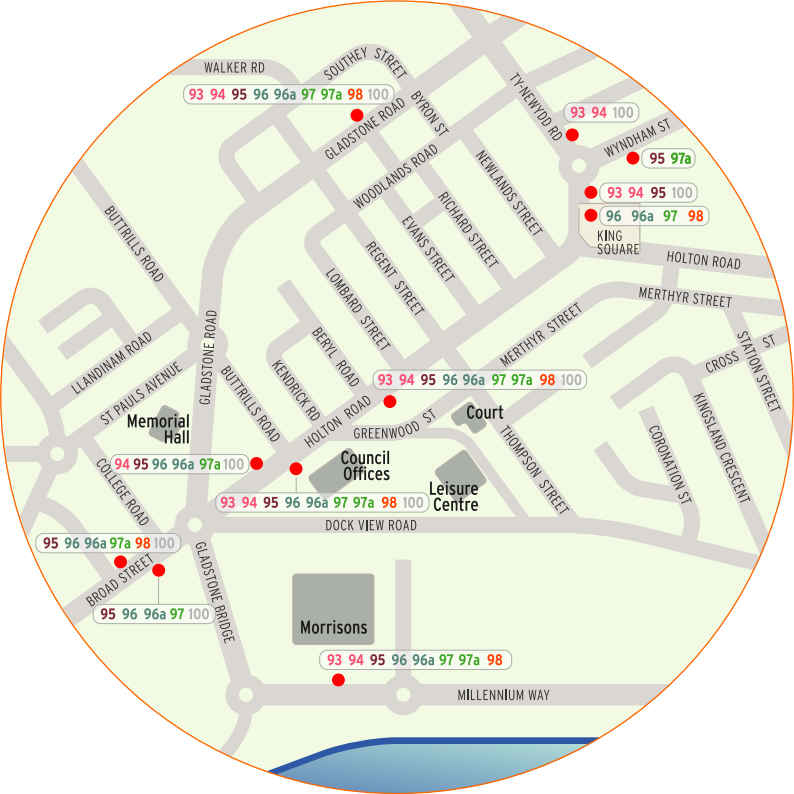 WALKER RD
SOUTHEY STREET
93 94 95 96 96a 97 97a 98 100
GLADSTONE ROAD
BYRON ST
TY-NEWYDD RD
93 94 100
WYNDHAM ST
95 97a
93 94 95 100
96 96a 97 98
KING
SQUARE
HOLTON ROAD
WOODLANDS ROAD
NEWLANDS STREET
RICHARD STREET
EVANS STREET
REGENT STREET
LOMBARD STREET
BUTTRILLS ROAD
MERTHYR STREET
MERTHYR STREET
STATION STREET
CROSS ST
LLANDINAM ROAD
GLADSTONE ROAD
BERYL ROAD
KENDRICK RD
ST PAULS AVENUE
BUTTRILLS ROAD
93 94 95 96 96a 97 97a 98 100
HOLTON ROAD
GREENWOOD ST
Court
Memorial
Hall
KINGSLAND CRESCENT
CORONATION ST
THOMPSON STREET
94 95 96 96a 97a 100
Council
Offices
Leisure
Centre
COLLEGE ROAD
93 94 95 96 96a 97 97a 98 100
DOCK VIEW ROAD
95 96 96a 97a 98 100
BROAD STREET
GLADSTONE BRIDGE
95 96 96a 97 100
Morrisons
93 94 95 96 96a 97 97a 98
MILLENNIUM WAY